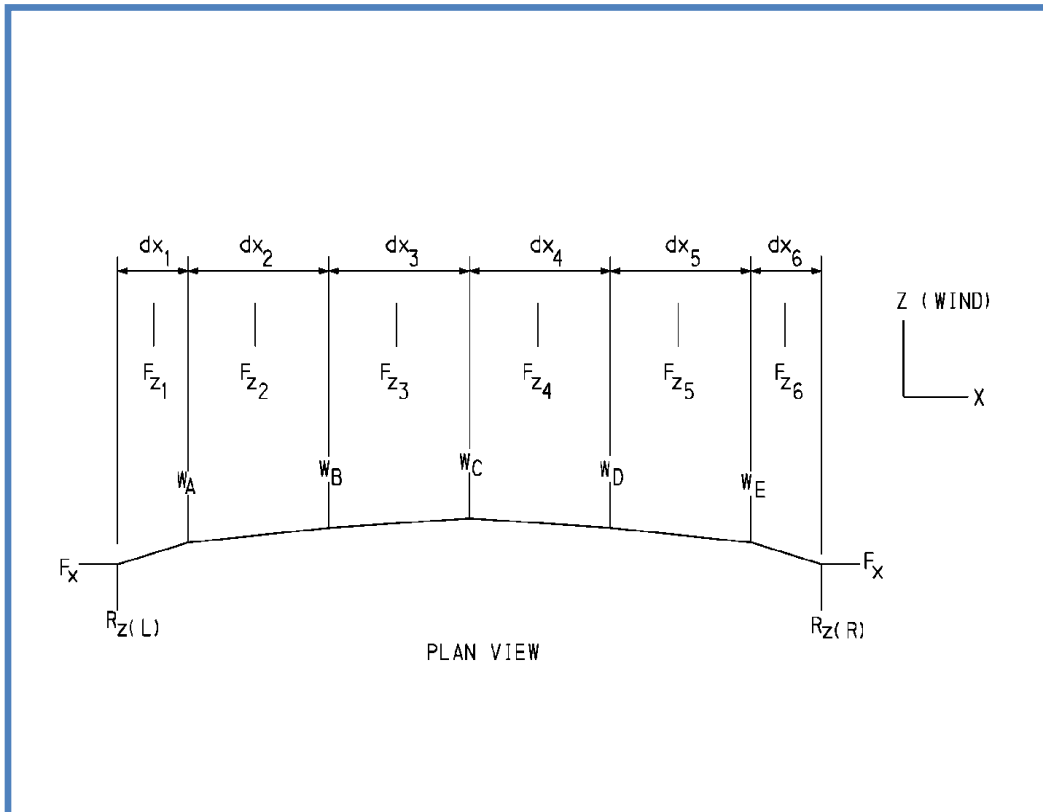 dx1 dx2 dx3 dx4 dx5 dx6
Z (WIND)
Fz1 Fz2 Fz3 Fz4 Fz5 Fz6
X
WA WB WC WD WE
Fx Fx
Rz(L) Rz(R)
PLAN VIEW